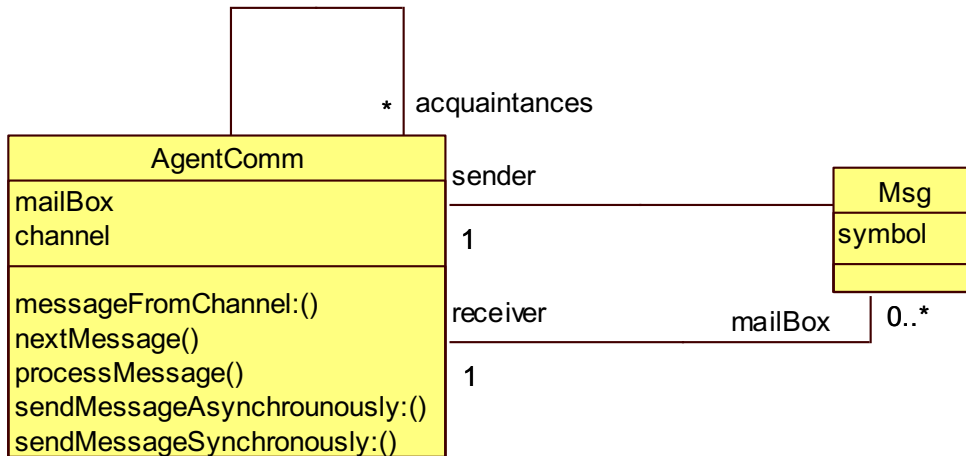 * acquaintances
AgentComm
mailBox
channel
messageFromChannel:()
nextMessage()
processMessage()
sendMessageAsynchrounously:()
sendMessageSynchronously:()
sender
1
receiver
1
mailBox
0..*
Msg
symbol